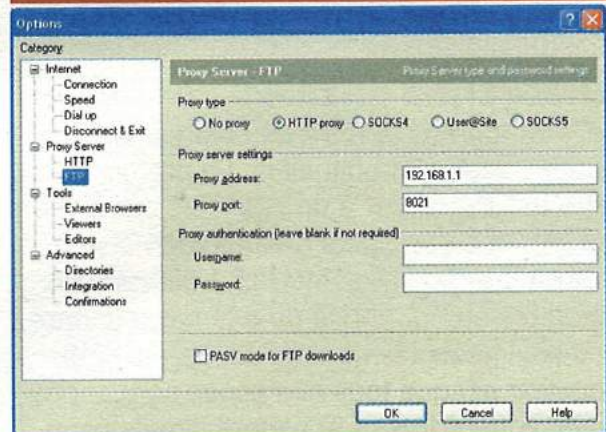 Options
Category:
Internet
Connection
Speed
Dial up
Disconnect & Exit
Proxy Server
HTTP
FTP
Tools
External Browsers
Viewers
Editors
Advanced
Directories
Integration
Confirmations
Proxy Server - FTP
Proxy Server type and password settings
Proxy type
No proxy
HTTP proxy
SOCKS4
User@Site
SOCKS5
Proxy server settings
Proxy address:
192.168.1.1
Proxy port:
8021
Proxy authentication (leave blank if not required)
Username:
Password:
PASV mode for FTP downloads
OK
Cancel
Help